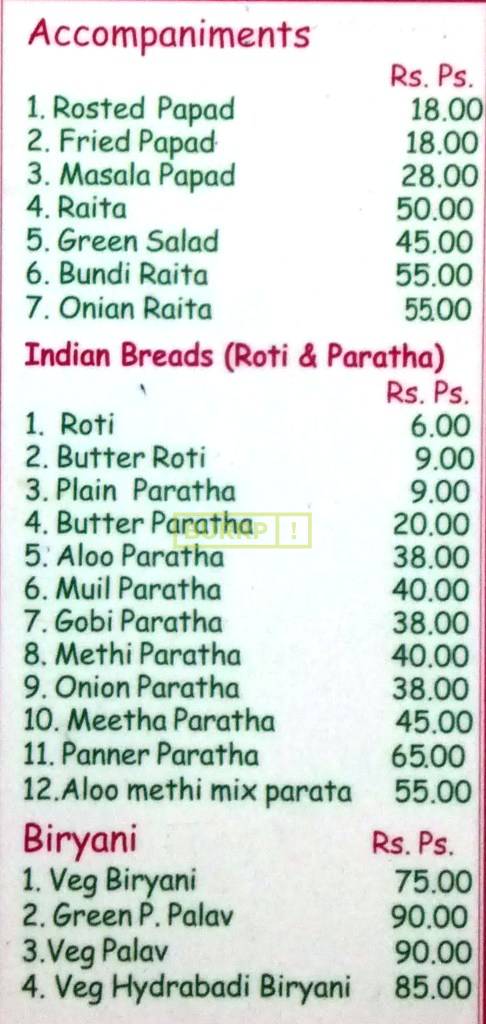 Accompaniments
Rs. Ps.
1. Rosted Papad 18.00
2. Fried Papad 18.00
3. Masala Papad 28.00
4. Raita 50.00
5. Green Salad 45.00
6. Bundi Raita 55.00
7. Onian Raita 55.00
Indian Breads (Roti & Paratha)
Rs. Ps.
1. Roti 6.00
2. Butter Roti 9.00
3. Plain Paratha 9.00
4. Butter Paratha 20.00
BURRP !
5. Aloo Paratha 38.00
6. Muil Paratha 40.00
7. Gobi Paratha 38.00
8. Methi Paratha 40.00
9. Onion Paratha 38.00
10. Meetha Paratha 45.00
11. Panner Paratha 65.00
12.Aloo methi mix parata 55.00
Biryani Rs. Ps.
1. Veg Biryani 75.00
2. Green P. Palav 90.00
3.Veg Palav 90.00
4. Veg Hydrabadi Biryani 85.00